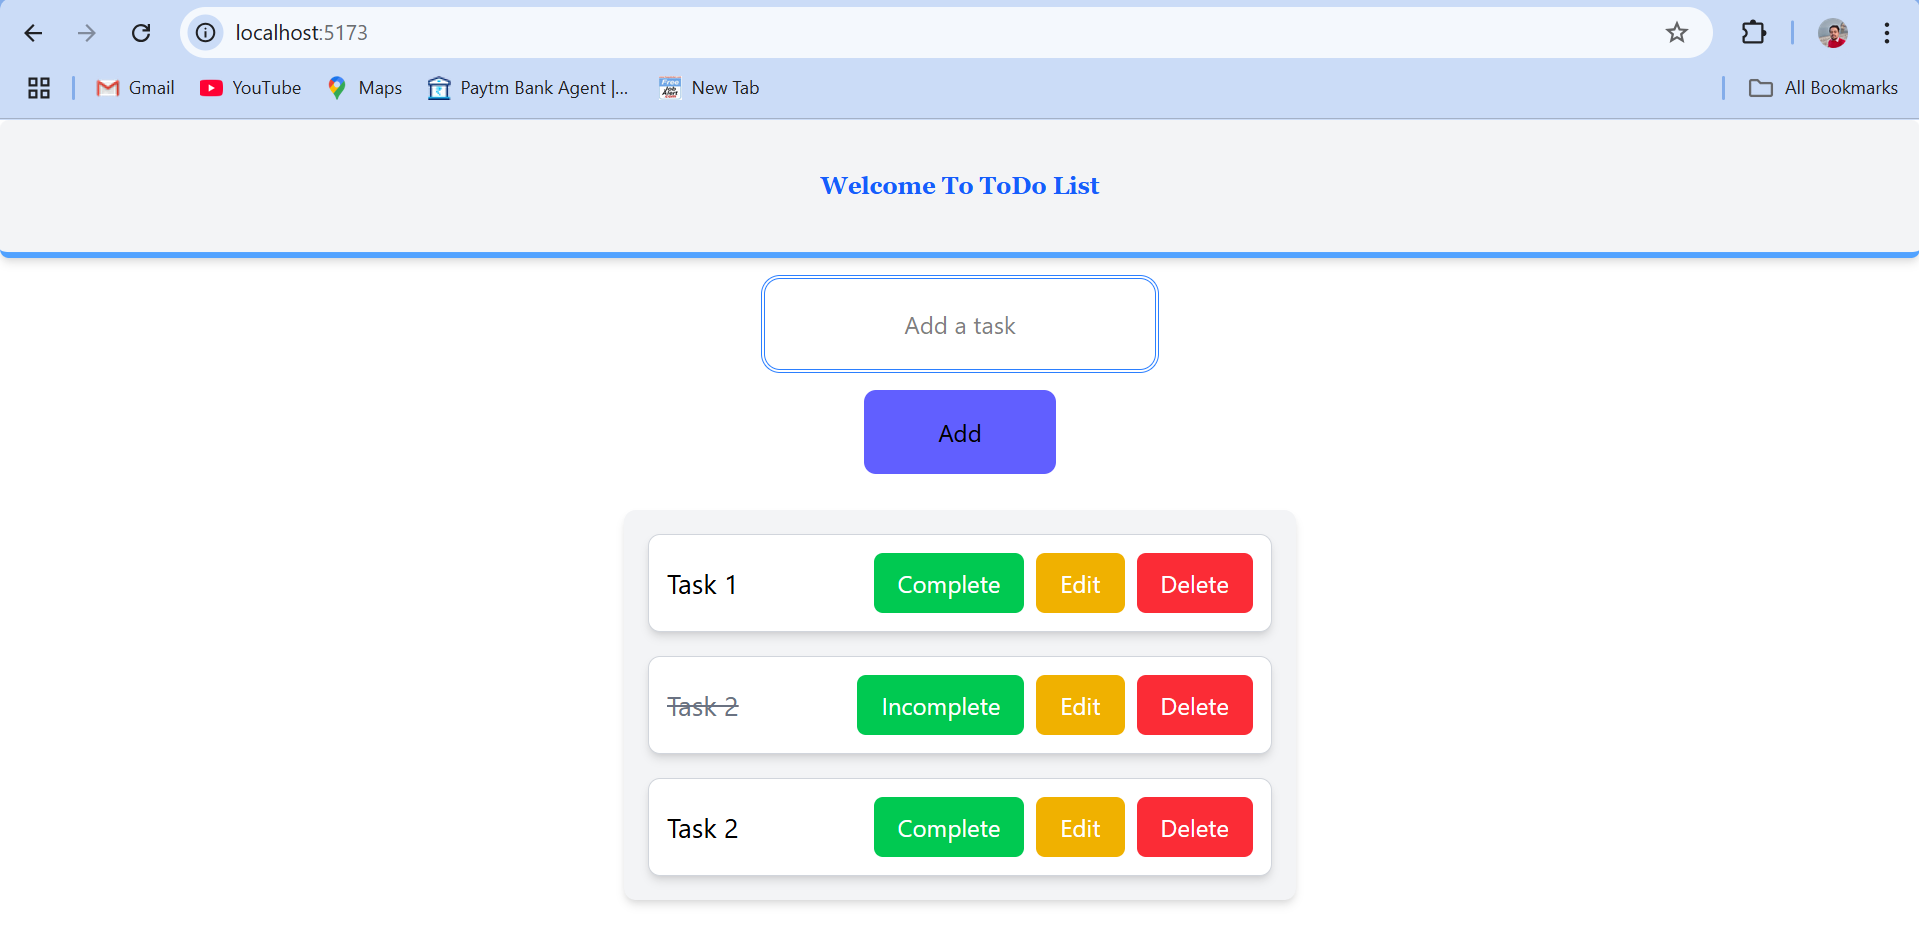 localhost:5173
Gmail YouTube Maps Paytm Bank Agent |... New Tab All Bookmarks
Welcome To ToDo List
Add a task
Add
Task 1 Complete Edit Delete
Task 2 Incomplete Edit Delete
Task 2 Complete Edit Delete